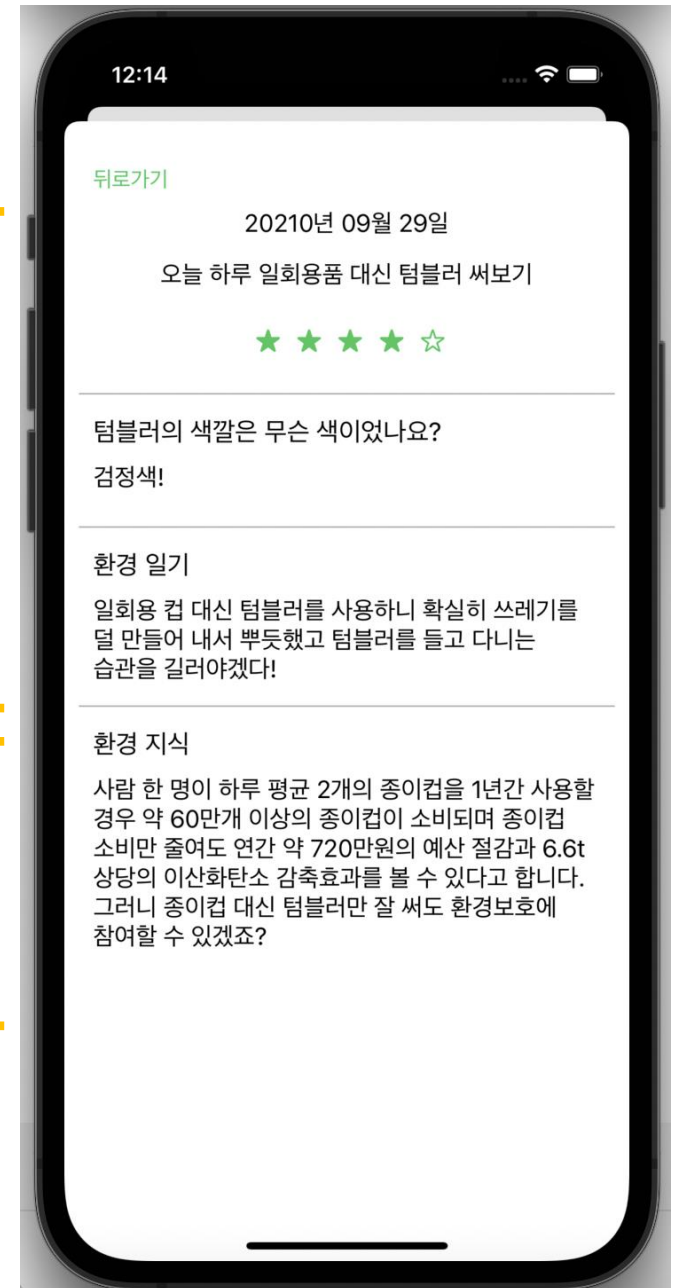 12:14
뒤로가기
20210년 09월 29일
오늘 하루 일회용품 대신 텀블러 써보기
텀블러의 색깔은 무슨 색이었나요?
검정색!
환경 일기
일회용 컵 대신 텀블러를 사용하니 확실히 쓰레기를
덜 만들어 내서 뿌듯했고 텀블러를 들고 다니는
습관을 길러야겠다!
환경 지식
사람 한 명이 하루 평균 2개의 종이컵을 1년간 사용할
경우 약 60만개 이상의 종이컵이 소비되며 종이컵
소비만 줄여도 연간 약 720만원의 예산 절감과 6.6t
상당의 이산화탄소 감축효과를 볼 수 있다고 합니다.
그러니 종이컵 대신 텀블러만 잘 써도 환경보호에
참여할 수 있겠죠?